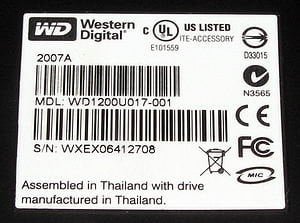 WD Western Digital
c UL US LISTED
ITE-ACCESSORY
E101559
D33015
2007A
N3565
MDL: WD1200U017-001
CE
FC
S/N: WXEX06412708
MIC
Assembled in Thailand with drive
manufactured in Thailand.